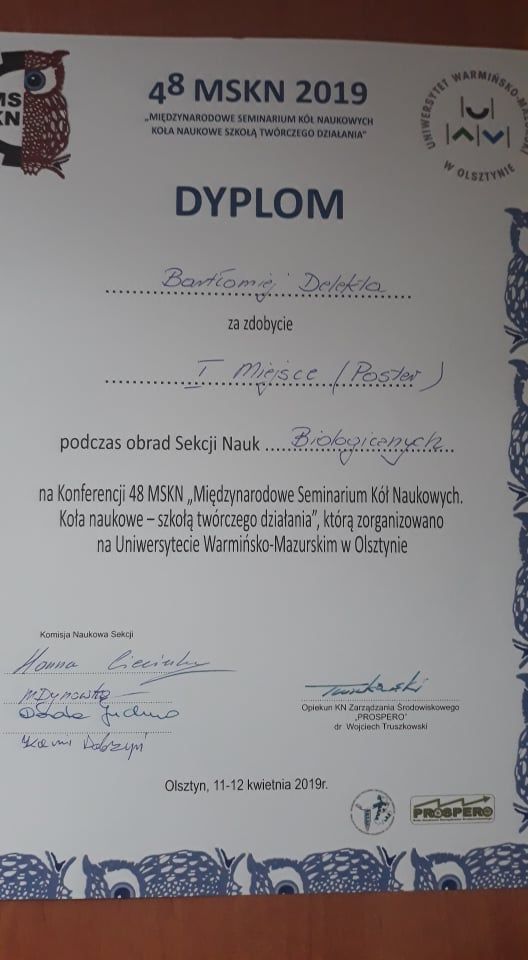 MS
KN
48 MSKN 2019
„MIĘDZYNARODOWE SEMINARIUM KÓŁ NAUKOWYCH
KOŁA NAUKOWE SZKOŁĄ TWÓRCZEGO DZIAŁANIA"
UNIWERSYTET WARMIŃSKO-MAZURSKI
W OLSZTYNIE
DYPLOM
Bartłomiej Delekta
za zdobycie
I Miejsce (Poster)
podczas obrad Sekcji Nauk Biologicznych
na Konferencji 48 MSKN „Międzynarodowe Seminarium Kół Naukowych.
Koła naukowe – szkołą twórczego działania", którą zorganizowano
na Uniwersytecie Warmińsko-Mazurskim w Olsztynie
Komisja Naukowa Sekcji
Hanna
M Dynowska
Truszkowski
Opiekun KN Zarządzania Środowiskowego
„PROSPERO"
dr Wojciech Truszkowski
Olsztyn, 11-12 kwietnia 2019r.
PROSPERO